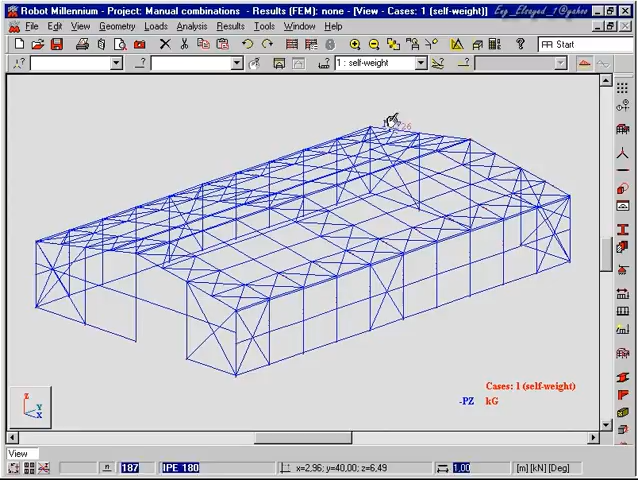 Robot Millennium - Project: Manual combinations - Results (FEM): none - [View - Cases: 1 (self-weight)]
Eng_Elsayed_1@yahoo
File Edit View Geometry Loads Analysis Results Tools Window Help
Start
1 : self-weight
Cases: 1 (self-weight)
-PZ kG
Z
Y
X
View
187 IPE 180 x=2,96; y=40,00; z=6.49 1,00 [m] [kN] [Deg]